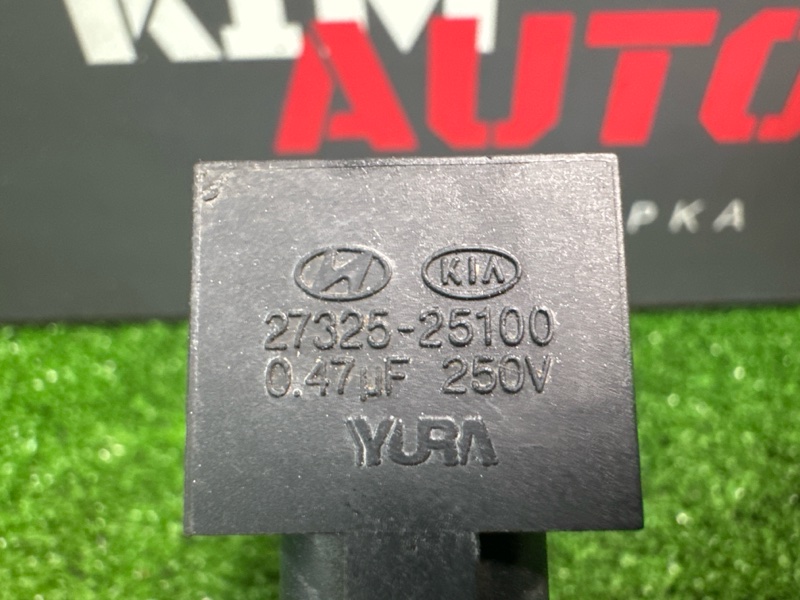 KIM
AUTO
РКА
KIA
27325-25100
0.47µF 250V
YURA